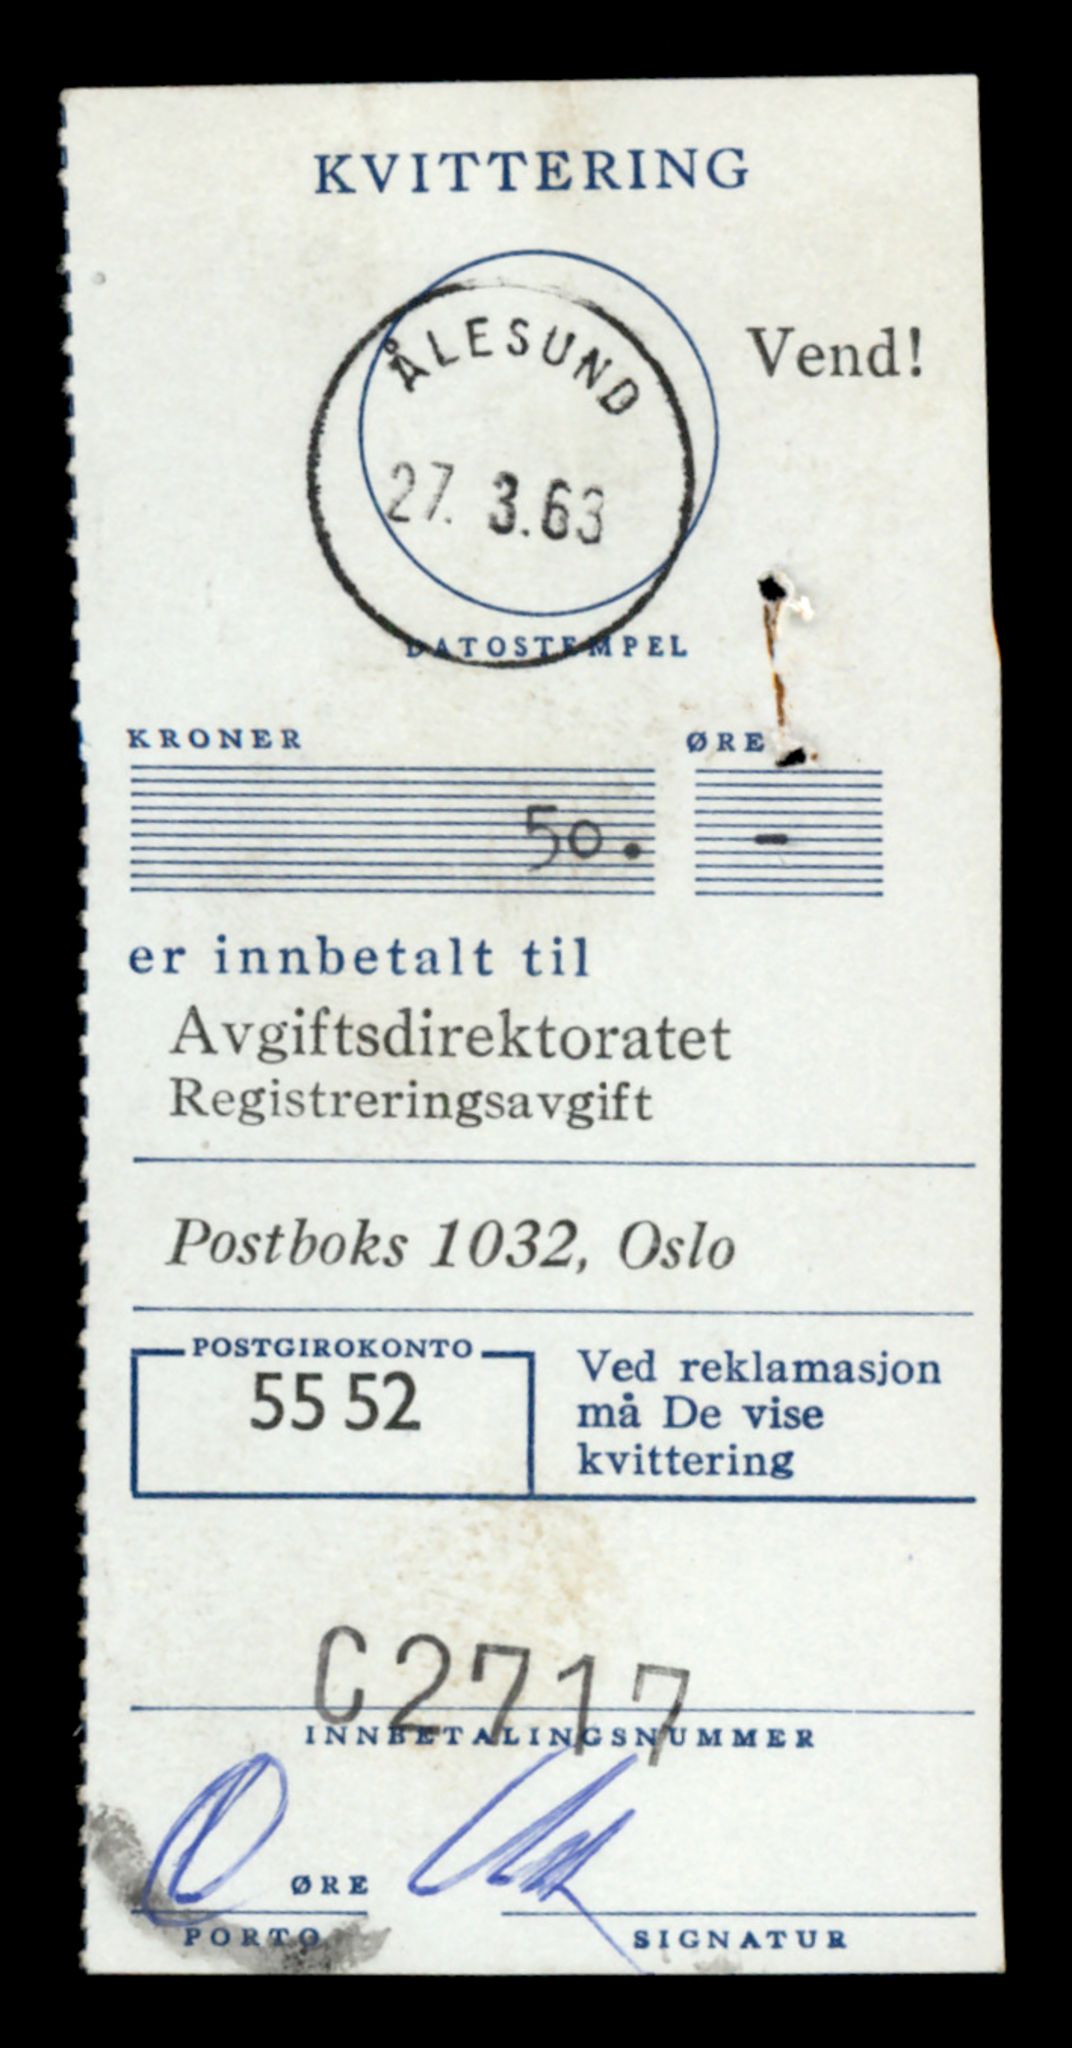 KVITTERING
ÅLESUND
Vend!
27. 3.63
DATOSTEMPEL
KRONER ØRE
50. -
er innbetalt til
Avgiftsdirektoratet
Registreringsavgift
Postboks 1032, Oslo
POSTGIROKONTO
55 52
Ved reklamasjon
må De vise
kvittering
C2717
INNBETALINGSNUMMER
ØRE
PORTO SIGNATUR